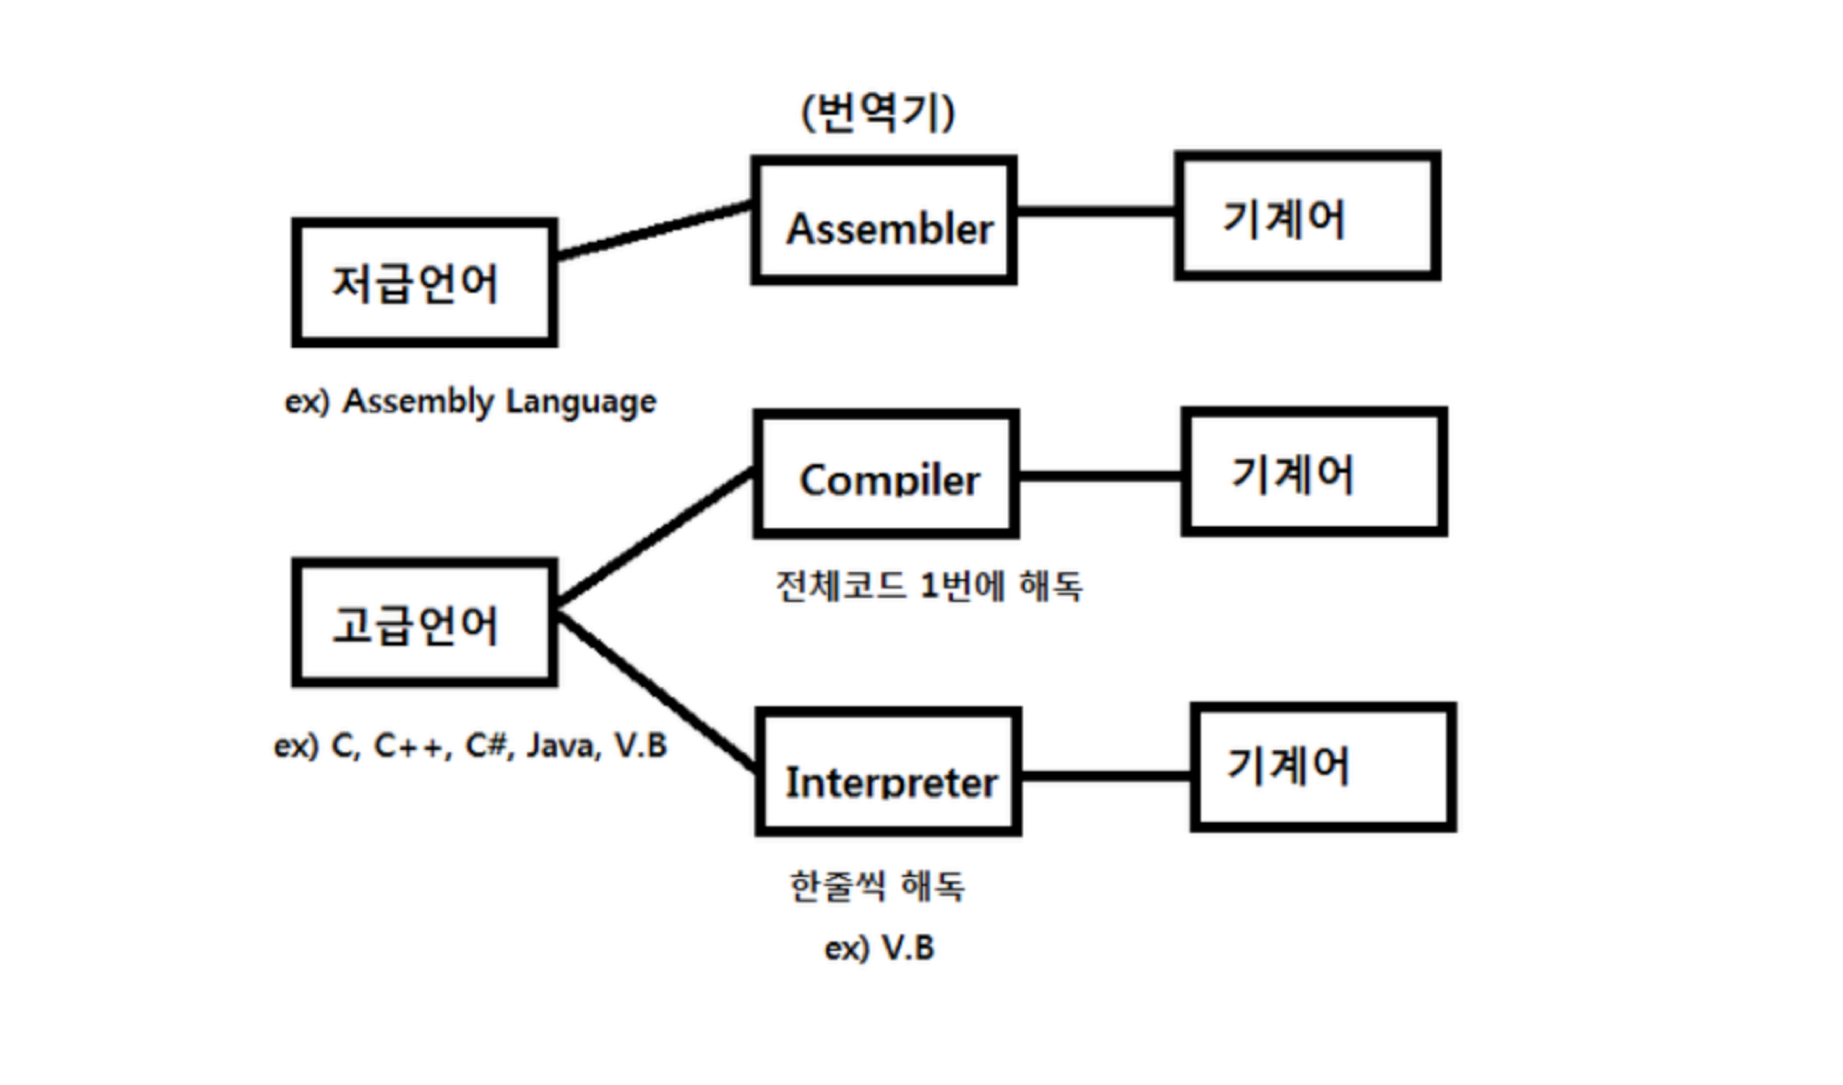 (번역기)
Assembler
기계어
저급언어
ex) Assembly Language
Compiler
기계어
전체코드 1번에 해독
고급언어
ex) C, C++, C#, Java, V.B
Interpreter
기계어
한줄씩 해독
ex) V.B